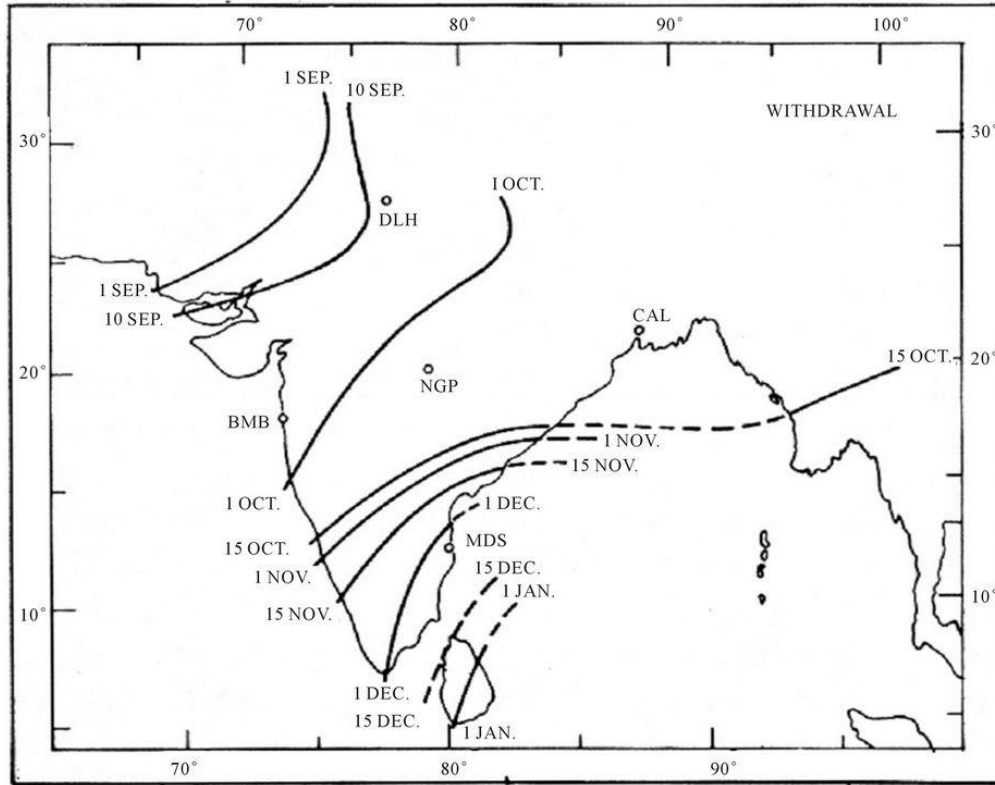 70° 80° 90° 100°
1 SEP.
10 SEP.
WITHDRAWAL
30° 30°
1 OCT.
DLH
1 SEP.
10 SEP.
CAL
15 OCT.
20° 20°
NGP
BMB
1 NOV.
15 NOV.
1 OCT.
1 DEC.
15 OCT.
MDS
1 NOV.
15 DEC.
1 JAN.
15 NOV.
10° 10°
1 DEC.
15 DEC.
1 JAN.
70° 80° 90°